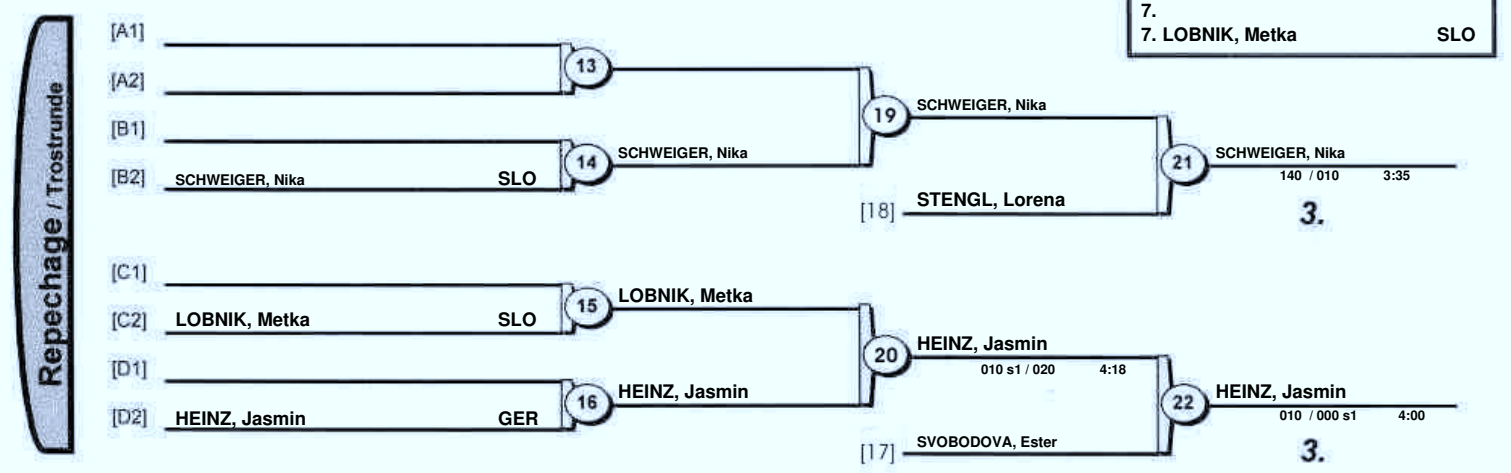 7.
7. LOBNIK, Metka SLO
Repechage / Trostrunde
[A1]
13
[A2]
[B1]
19 SCHWEIGER, Nika
14 SCHWEIGER, Nika
[B2] SCHWEIGER, Nika SLO
21 SCHWEIGER, Nika
140 / 010 3:35
[18] STENGL, Lorena
3.
[C1]
15 LOBNIK, Metka
[C2] LOBNIK, Metka SLO
20 HEINZ, Jasmin
010 s1 / 020 4:18
[D1]
16 HEINZ, Jasmin
[D2] HEINZ, Jasmin GER
22 HEINZ, Jasmin
010 / 000 s1 4:00
[17] SVOBODOVA, Ester
3.